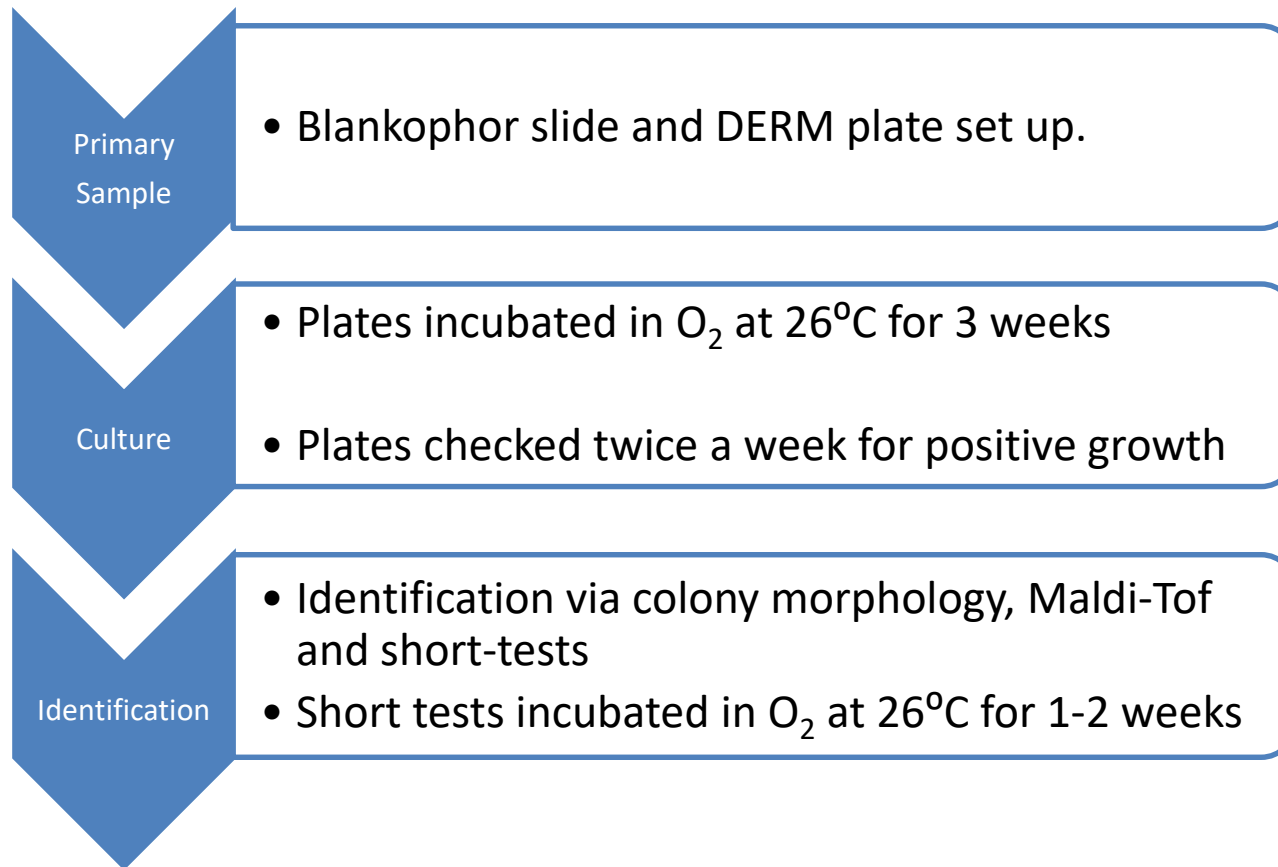 Primary
Sample
• Blankophor slide and DERM plate set up.
Culture
• Plates incubated in O₂ at 26⁰C for 3 weeks
• Plates checked twice a week for positive growth
Identification
• Identification via colony morphology, Maldi-Tof
and short-tests
• Short tests incubated in O₂ at 26⁰C for 1-2 weeks